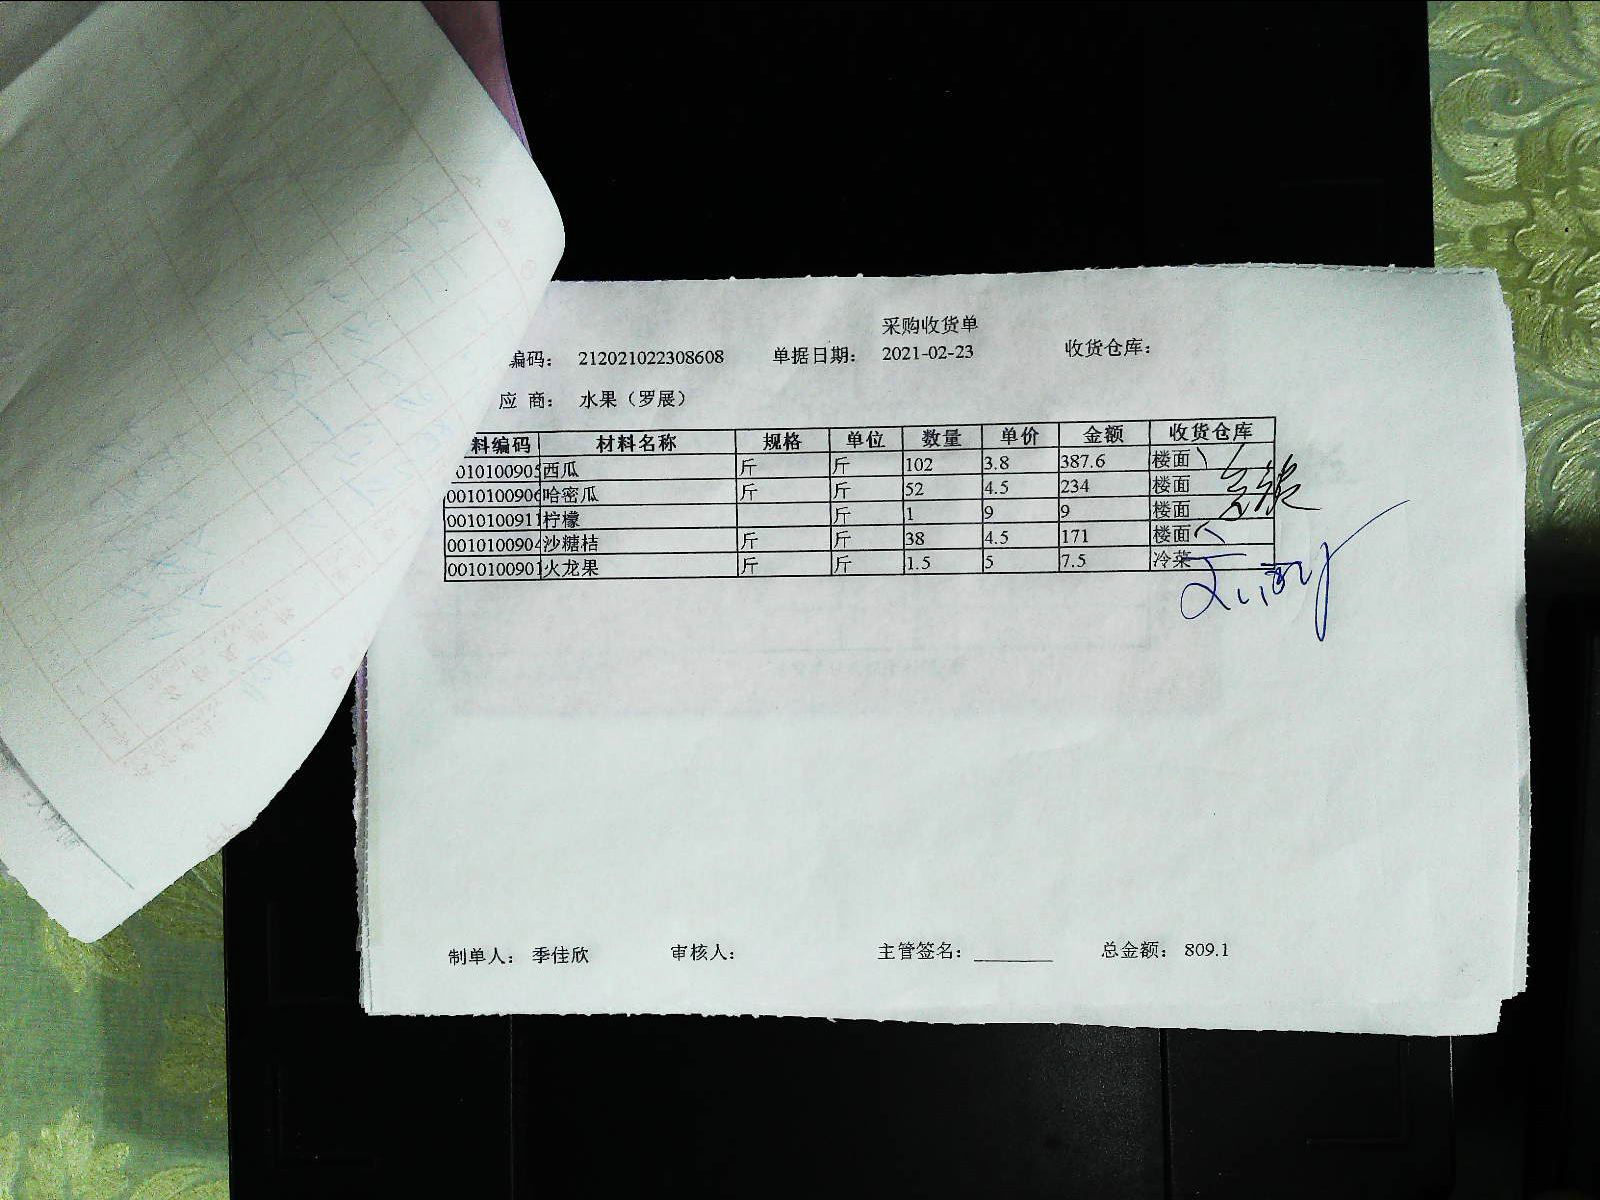 采购收货单
编码： 212021022308608 单据日期： 2021-02-23 收货仓库：
应 商： 水果（罗展）
料编码 材料名称 规格 单位 数量 单价 金额 收货仓库
010100905 西瓜 斤 斤 102 3.8 387.6 楼面
0010100906 哈密瓜 斤 斤 52 4.5 234 楼面
0010100911 柠檬 斤 1 9 9 楼面
0010100904 沙糖桔 斤 斤 38 4.5 171 楼面
0010100901 火龙果 斤 斤 1.5 5 7.5 冷菜
制单人： 季佳欣 审核人： 主管签名： 总金额： 809.1